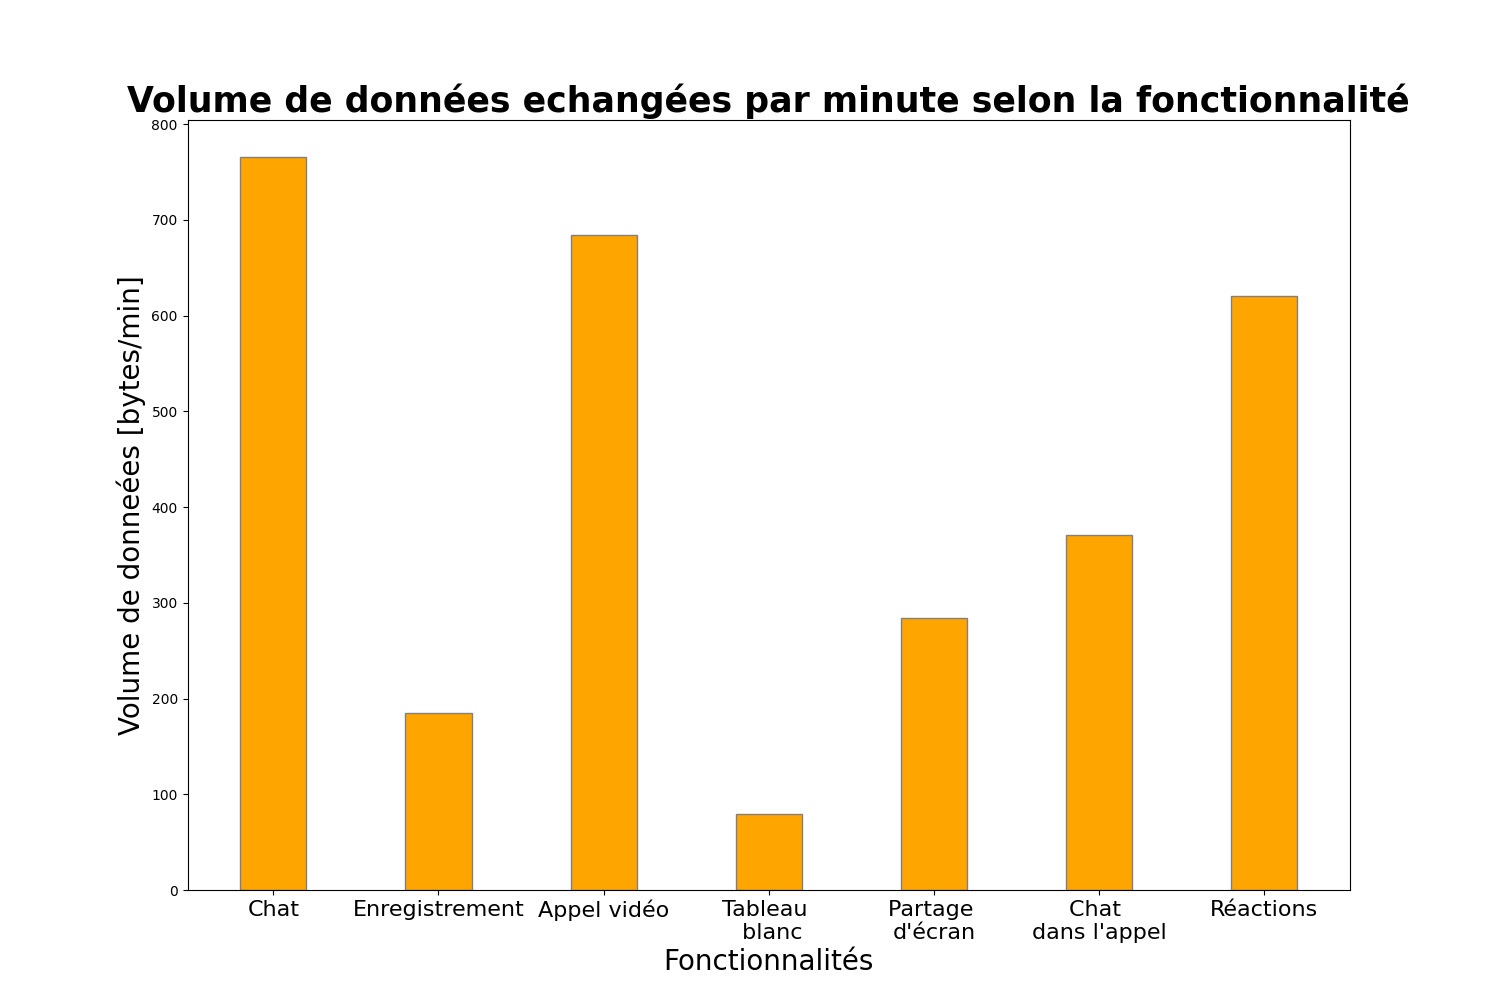 Volume de données echangées par minute selon la fonctionnalité
800
700
600
500
400
300
200
100
0
Volume de donneées [bytes/min]
Chat
Enregistrement
Appel vidéo
Tableau
blanc
Partage
d'écran
Chat
dans l'appel
Réactions
Fonctionnalités